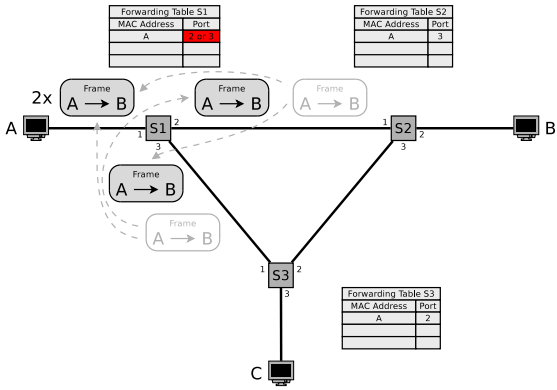 Forwarding Table S1
MAC Address Port
A 2 or 3
Forwarding Table S2
MAC Address Port
A 3
2x
Frame
A B
Frame
A B
Frame
A B
A
1
S1
2
3
1
S2
2
3
B
Frame
A B
Frame
A B
1
S3
2
3
Forwarding Table S3
MAC Address Port
A 2
C